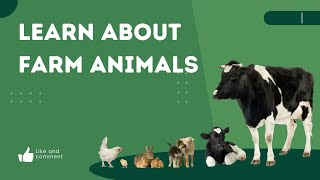 LEARN ABOUT
FARM ANIMALS
Like and
comment